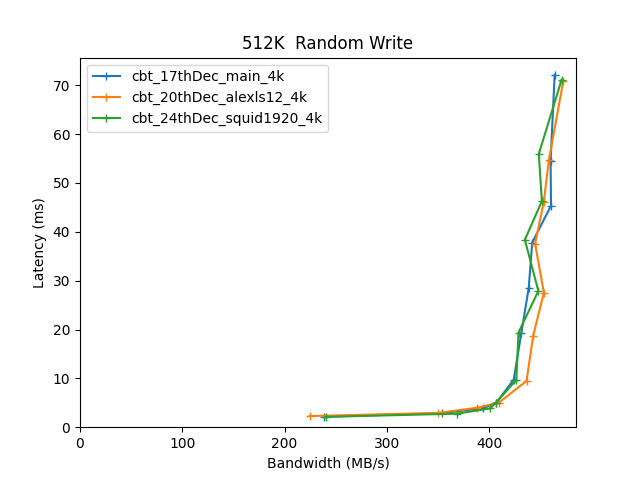 512K  Random Write
cbt_17thDec_main_4k
cbt_20thDec_alexls12_4k
cbt_24thDec_squid1920_4k
70
60
50
40
30
20
10
0
Latency (ms)
0 100 200 300 400
Bandwidth (MB/s)